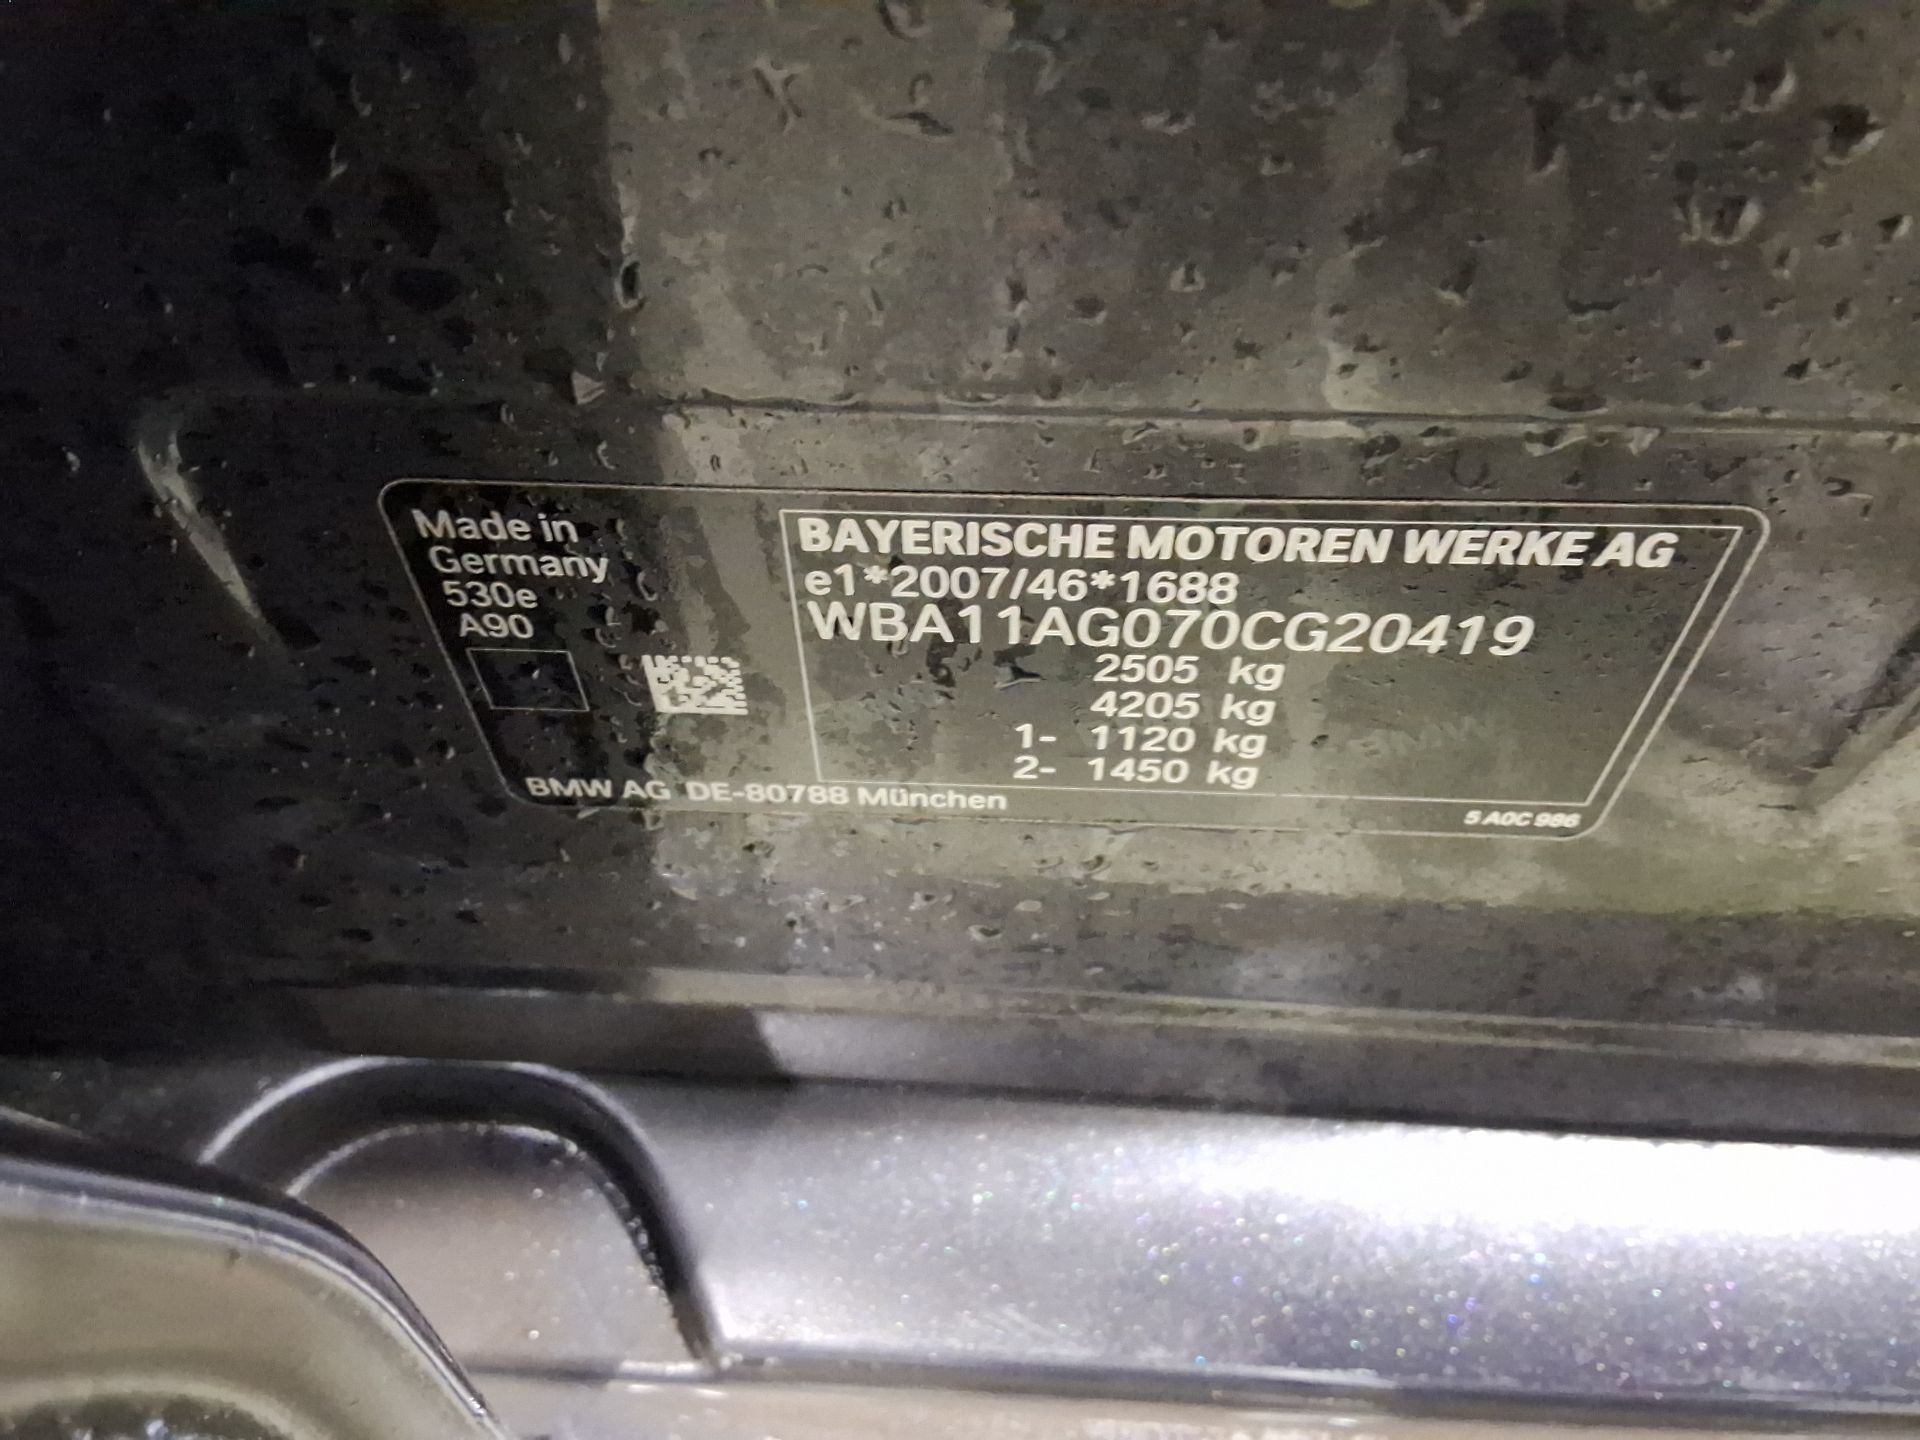 Made in
Germany
530e
A90
BAYERISCHE MOTOREN WERKE AG
e1*2007/46*1688
WBA11AG070CG20419
2505 kg
4205 kg
1- 1120 kg
2- 1450 kg
BMW AG DE-80788 München
5 A0C 986